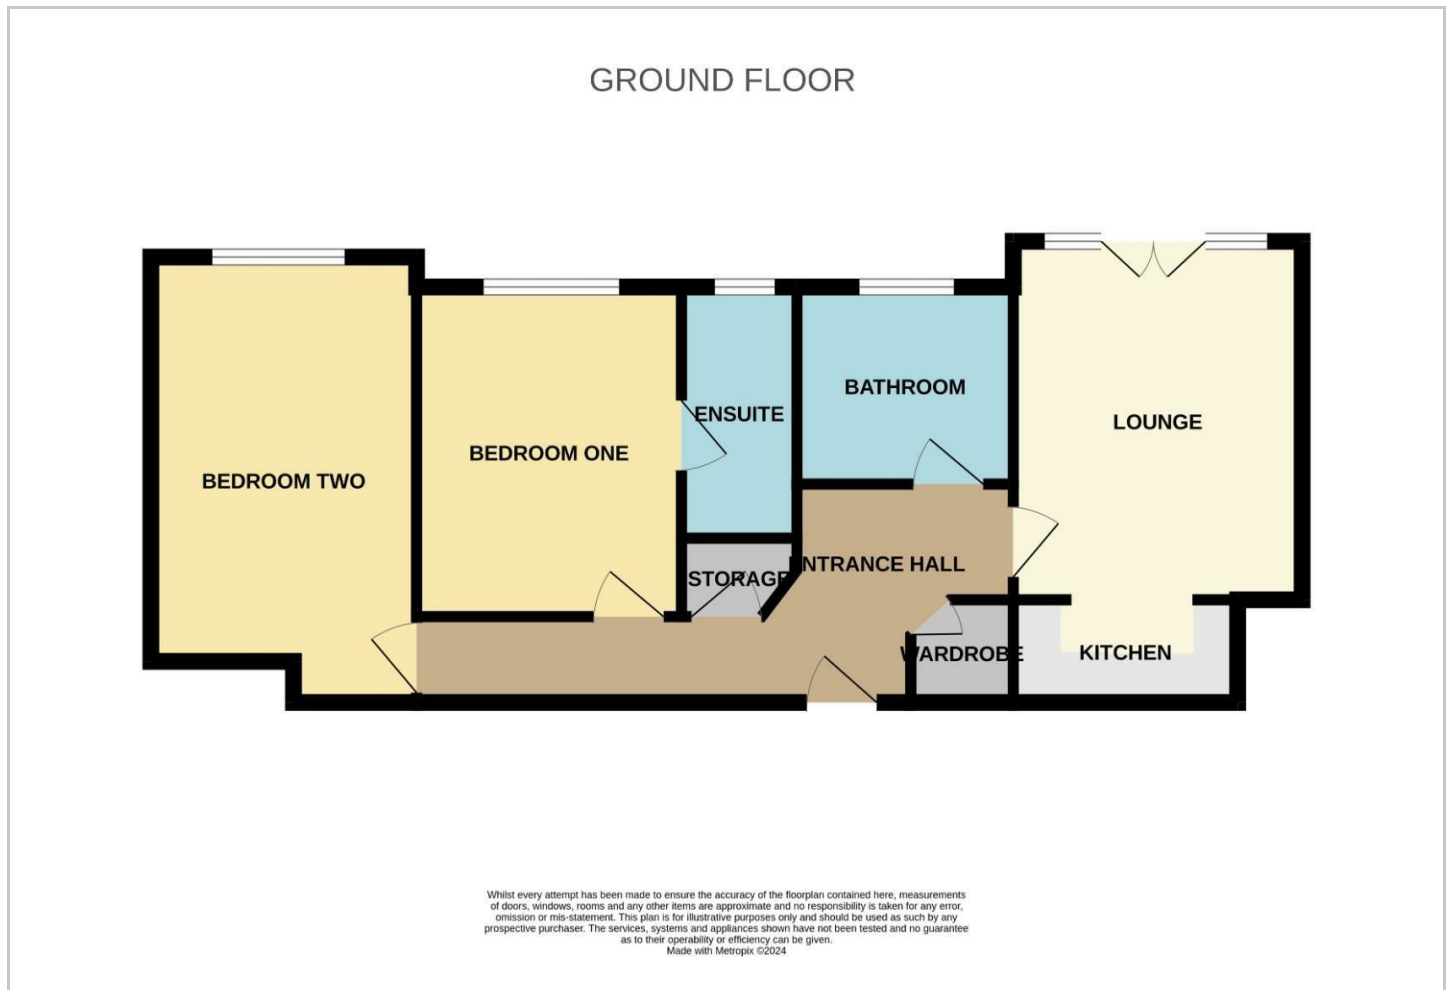 GROUND FLOOR
BEDROOM TWO
BEDROOM ONE
ENSUITE
BATHROOM
LOUNGE
STORAGE
ENTRANCE HALL
WARDROBE
KITCHEN
Whilst every attempt has been made to ensure the accuracy of the floorplan contained here, measurements
of doors, windows, rooms and any other items are approximate and no responsibility is taken for any error,
omission or mis-statement. This plan is for illustrative purposes only and should be used as such by any
prospective purchaser. The services, systems and appliances shown have not been tested and no guarantee
as to their operability or efficiency can be given.
Made with Metropix ©2024